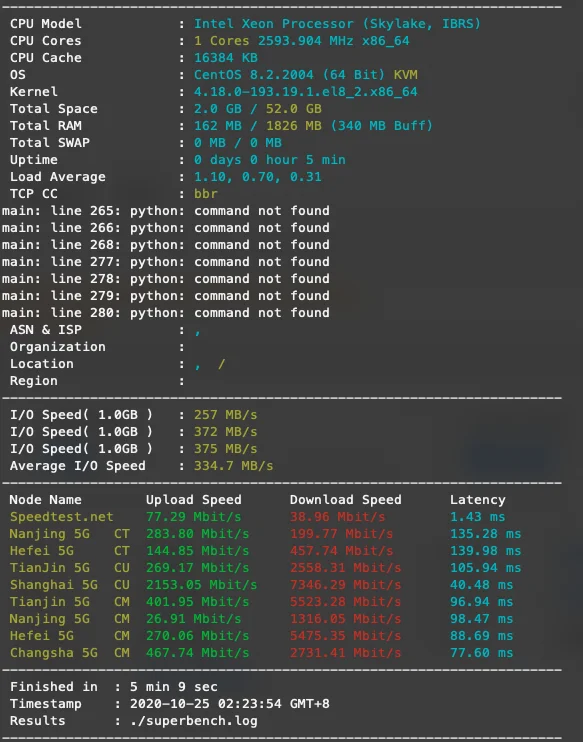 CPU Model : Intel Xeon Processor (Skylake, IBRS)
CPU Cores : 1 Cores 2593.904 MHz x86_64
CPU Cache : 16384 KB
OS : CentOS 8.2.2004 (64 Bit) KVM
Kernel : 4.18.0-193.19.1.el8_2.x86_64
Total Space : 2.0 GB / 52.0 GB
Total RAM : 162 MB / 1826 MB (340 MB Buff)
Total SWAP : 0 MB / 0 MB
Uptime : 0 days 0 hour 5 min
Load Average : 1.10, 0.70, 0.31
TCP CC : bbr
main: line 265: python: command not found
main: line 266: python: command not found
main: line 268: python: command not found
main: line 277: python: command not found
main: line 278: python: command not found
main: line 279: python: command not found
main: line 280: python: command not found
ASN & ISP : ,
Organization :
Location : , /
Region :
I/O Speed( 1.0GB ) : 257 MB/s
I/O Speed( 1.0GB ) : 372 MB/s
I/O Speed( 1.0GB ) : 375 MB/s
Average I/O Speed : 334.7 MB/s
Node Name Upload Speed Download Speed Latency
Speedtest.net 77.29 Mbit/s 38.96 Mbit/s 1.43 ms
Nanjing 5G CT 283.80 Mbit/s 199.77 Mbit/s 135.28 ms
Hefei 5G CT 144.85 Mbit/s 457.74 Mbit/s 139.98 ms
TianJin 5G CU 269.17 Mbit/s 2558.31 Mbit/s 105.94 ms
Shanghai 5G CU 2153.05 Mbit/s 7346.29 Mbit/s 40.48 ms
Tianjin 5G CM 401.95 Mbit/s 5523.28 Mbit/s 96.94 ms
Nanjing 5G CM 26.91 Mbit/s 1316.05 Mbit/s 98.47 ms
Hefei 5G CM 270.06 Mbit/s 5475.35 Mbit/s 88.69 ms
Changsha 5G CM 467.74 Mbit/s 2731.41 Mbit/s 77.60 ms
Finished in : 5 min 9 sec
Timestamp : 2020-10-25 02:23:54 GMT+8
Results : ./superbench.log